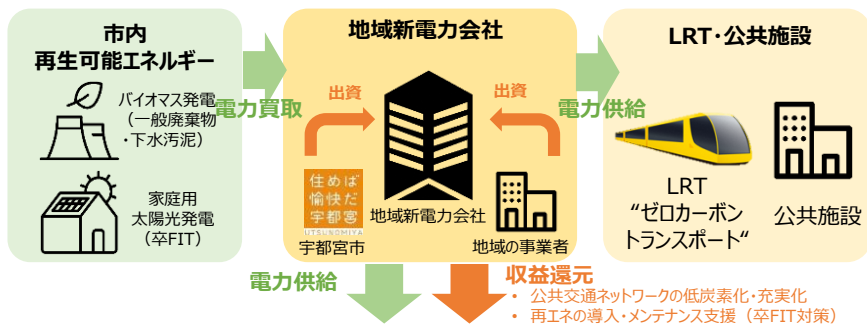 市内
再生可能エネルギー
バイオマス発電
（一般廃棄物
・下水汚泥）
家庭用
太陽光発電
（卒FIT）
電力買取
地域新電力会社
出資
出資
住めば
愉快だ
宇都宮
UTSUNOMIYA
宇都宮市
地域新電力会社
地域の事業者
電力供給
LRT・公共施設
LRT
“ゼロカーボン
トランスポート“
公共施設
電力供給
収益還元
• 公共交通ネットワークの低炭素化・充実化
• 再エネの導入・メンテナンス支援（卒FIT対策）